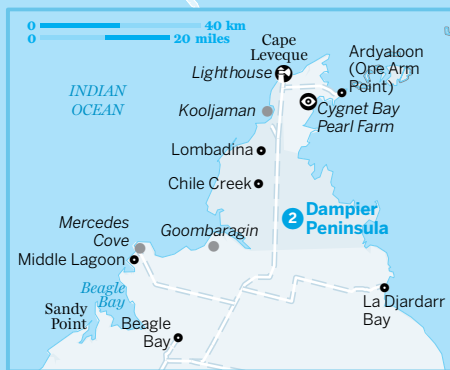 0 40 km
0 20 miles
Cape
Leveque
Lighthouse
Ardyaloon
(One Arm
Point)
INDIAN
OCEAN
Kooljaman
Cygnet Bay
Pearl Farm
Lombadina
Chile Creek
2 Dampier
Peninsula
Mercedes
Cove
Goombaragin
Middle Lagoon
Beagle
Bay
Sandy
Point
La Djardarr
Bay
Beagle
Bay